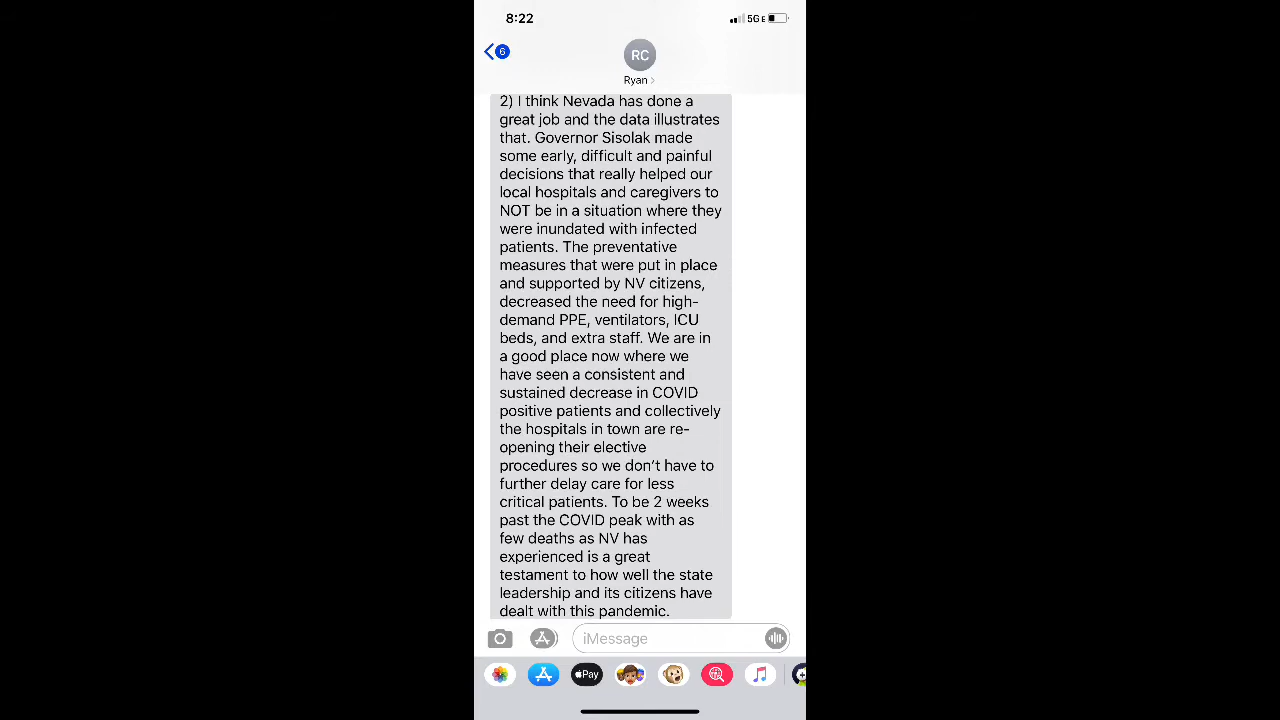 8:22
5G E
6
RC
Ryan
2) I think Nevada has done a
great job and the data illustrates
that. Governor Sisolak made
some early, difficult and painful
decisions that really helped our
local hospitals and caregivers to
NOT be in a situation where they
were inundated with infected
patients. The preventative
measures that were put in place
and supported by NV citizens,
decreased the need for high-
demand PPE, ventilators, ICU
beds, and extra staff. We are in
a good place now where we
have seen a consistent and
sustained decrease in COVID
positive patients and collectively
the hospitals in town are re-
opening their elective
procedures so we don’t have to
further delay care for less
critical patients. To be 2 weeks
past the COVID peak with as
few deaths as NV has
experienced is a great
testament to how well the state
leadership and its citizens have
dealt with this pandemic.
iMessage
Pay